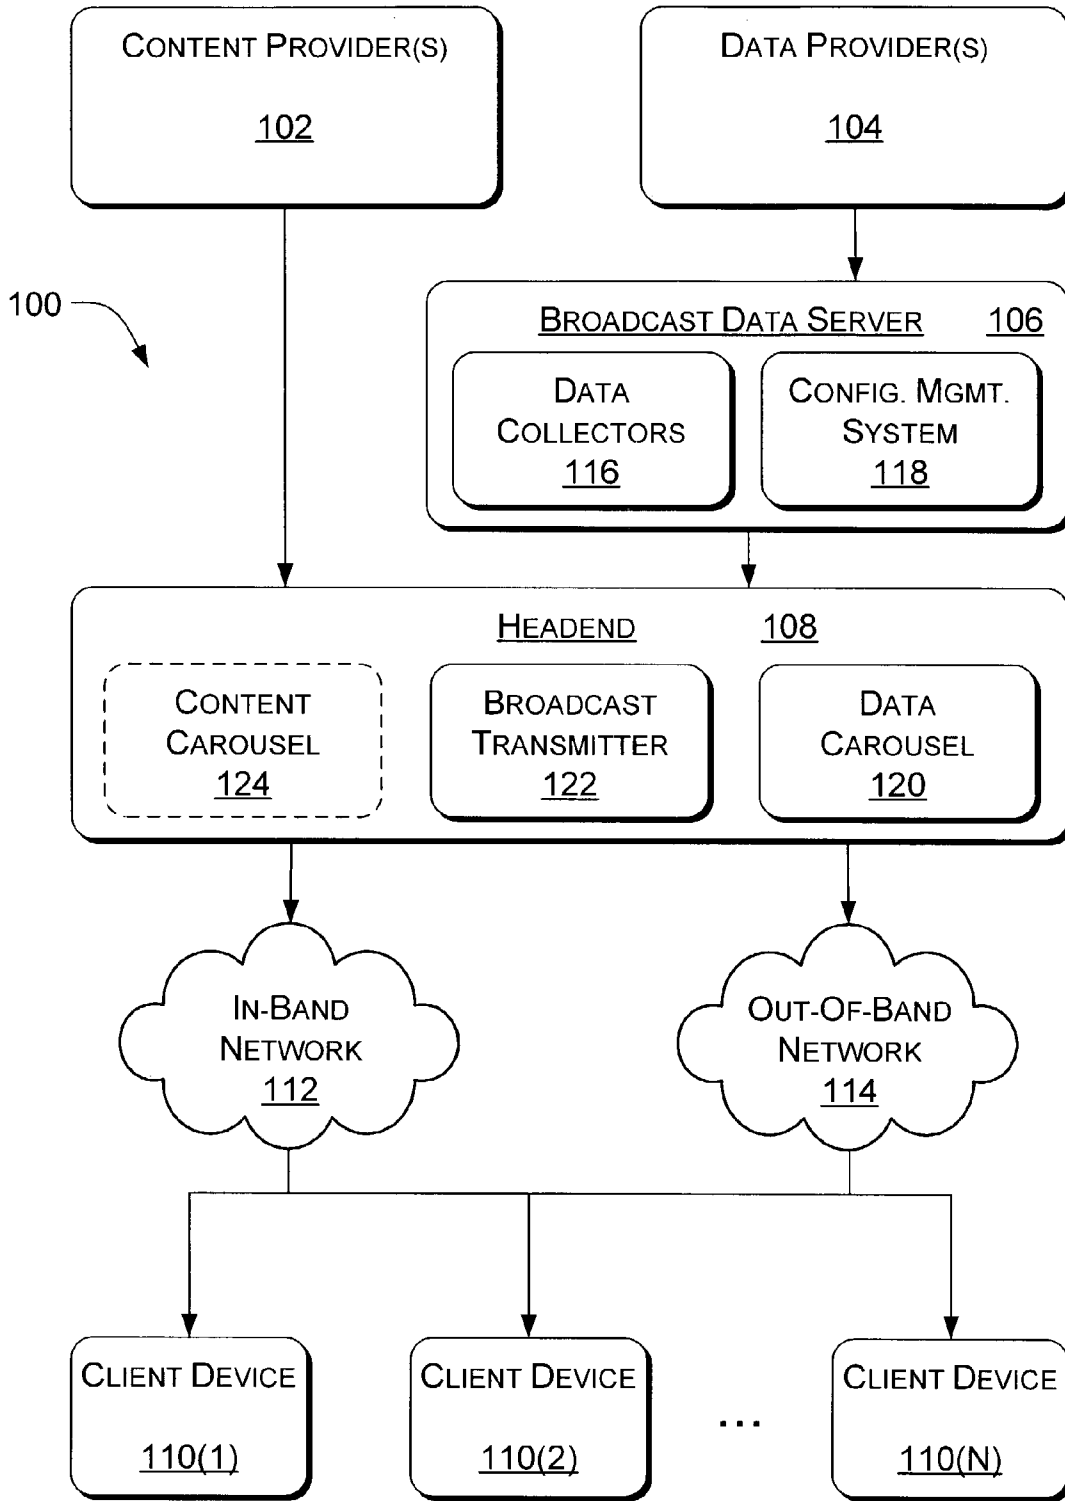 CONTENT PROVIDER(S)
102
DATA PROVIDER(S)
104
100
BROADCAST DATA SERVER 106
DATA
COLLECTORS
116
CONFIG. MGMT.
SYSTEM
118
HEADEND 108
CONTENT
CAROUSEL
124
BROADCAST
TRANSMITTER
122
DATA
CAROUSEL
120
IN-BAND
NETWORK
112
OUT-OF-BAND
NETWORK
114
CLIENT DEVICE
110(1)
CLIENT DEVICE
110(2)
...
CLIENT DEVICE
110(N)